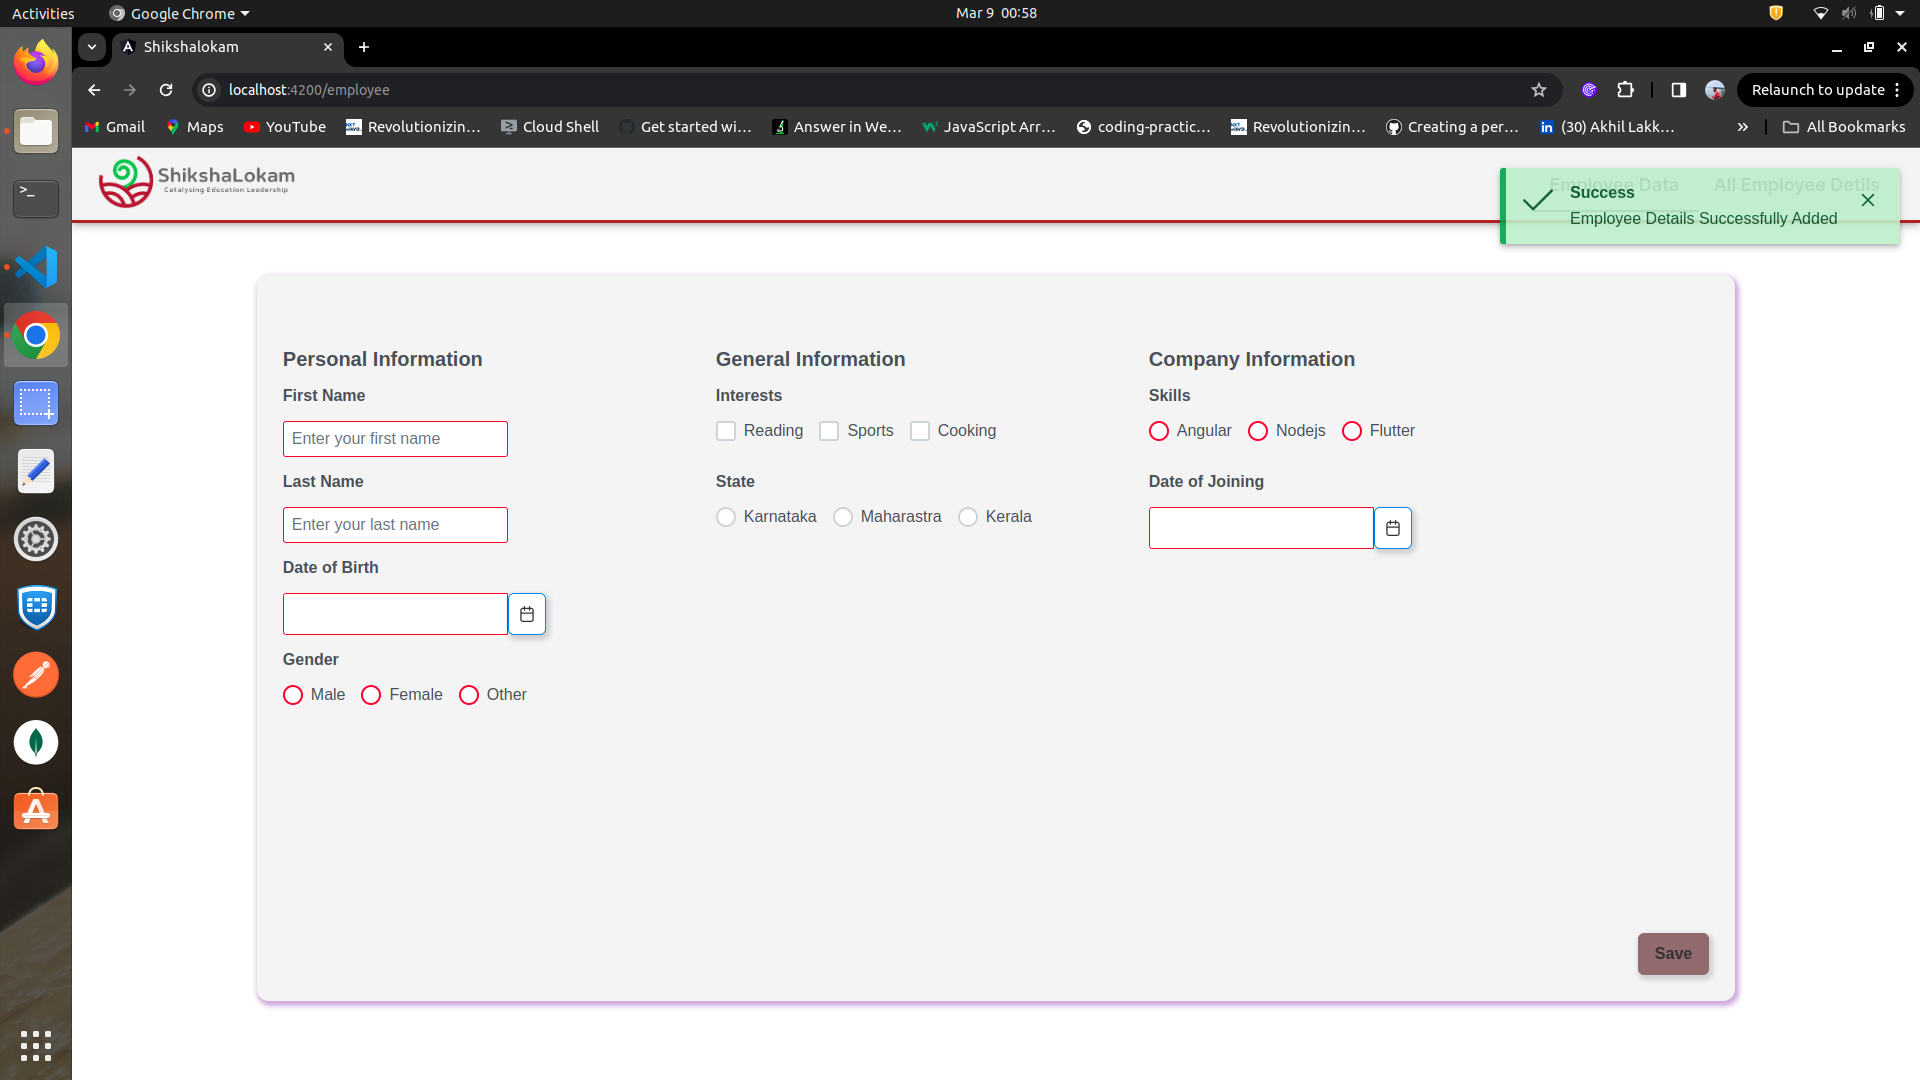 Activities
Google Chrome
Mar 9 00:58
Shikshalokam
localhost:4200/employee
Relaunch to update
Gmail
Maps
YouTube
Revolutionizin...
Cloud Shell
Get started wi...
Answer in We...
JavaScript Arr...
coding-practic...
Revolutionizin...
Creating a per...
(30) Akhil Lakk...
All Bookmarks
ShikshaLokam
Catalysing Education Leadership
Employee Data
All Employee Detils
Success
Employee Details Successfully Added
Personal Information
First Name
Enter your first name
Last Name
Enter your last name
Date of Birth
Gender
Male Female Other
General Information
Interests
Reading Sports Cooking
State
Karnataka Maharastra Kerala
Company Information
Skills
Angular Nodejs Flutter
Date of Joining
Save